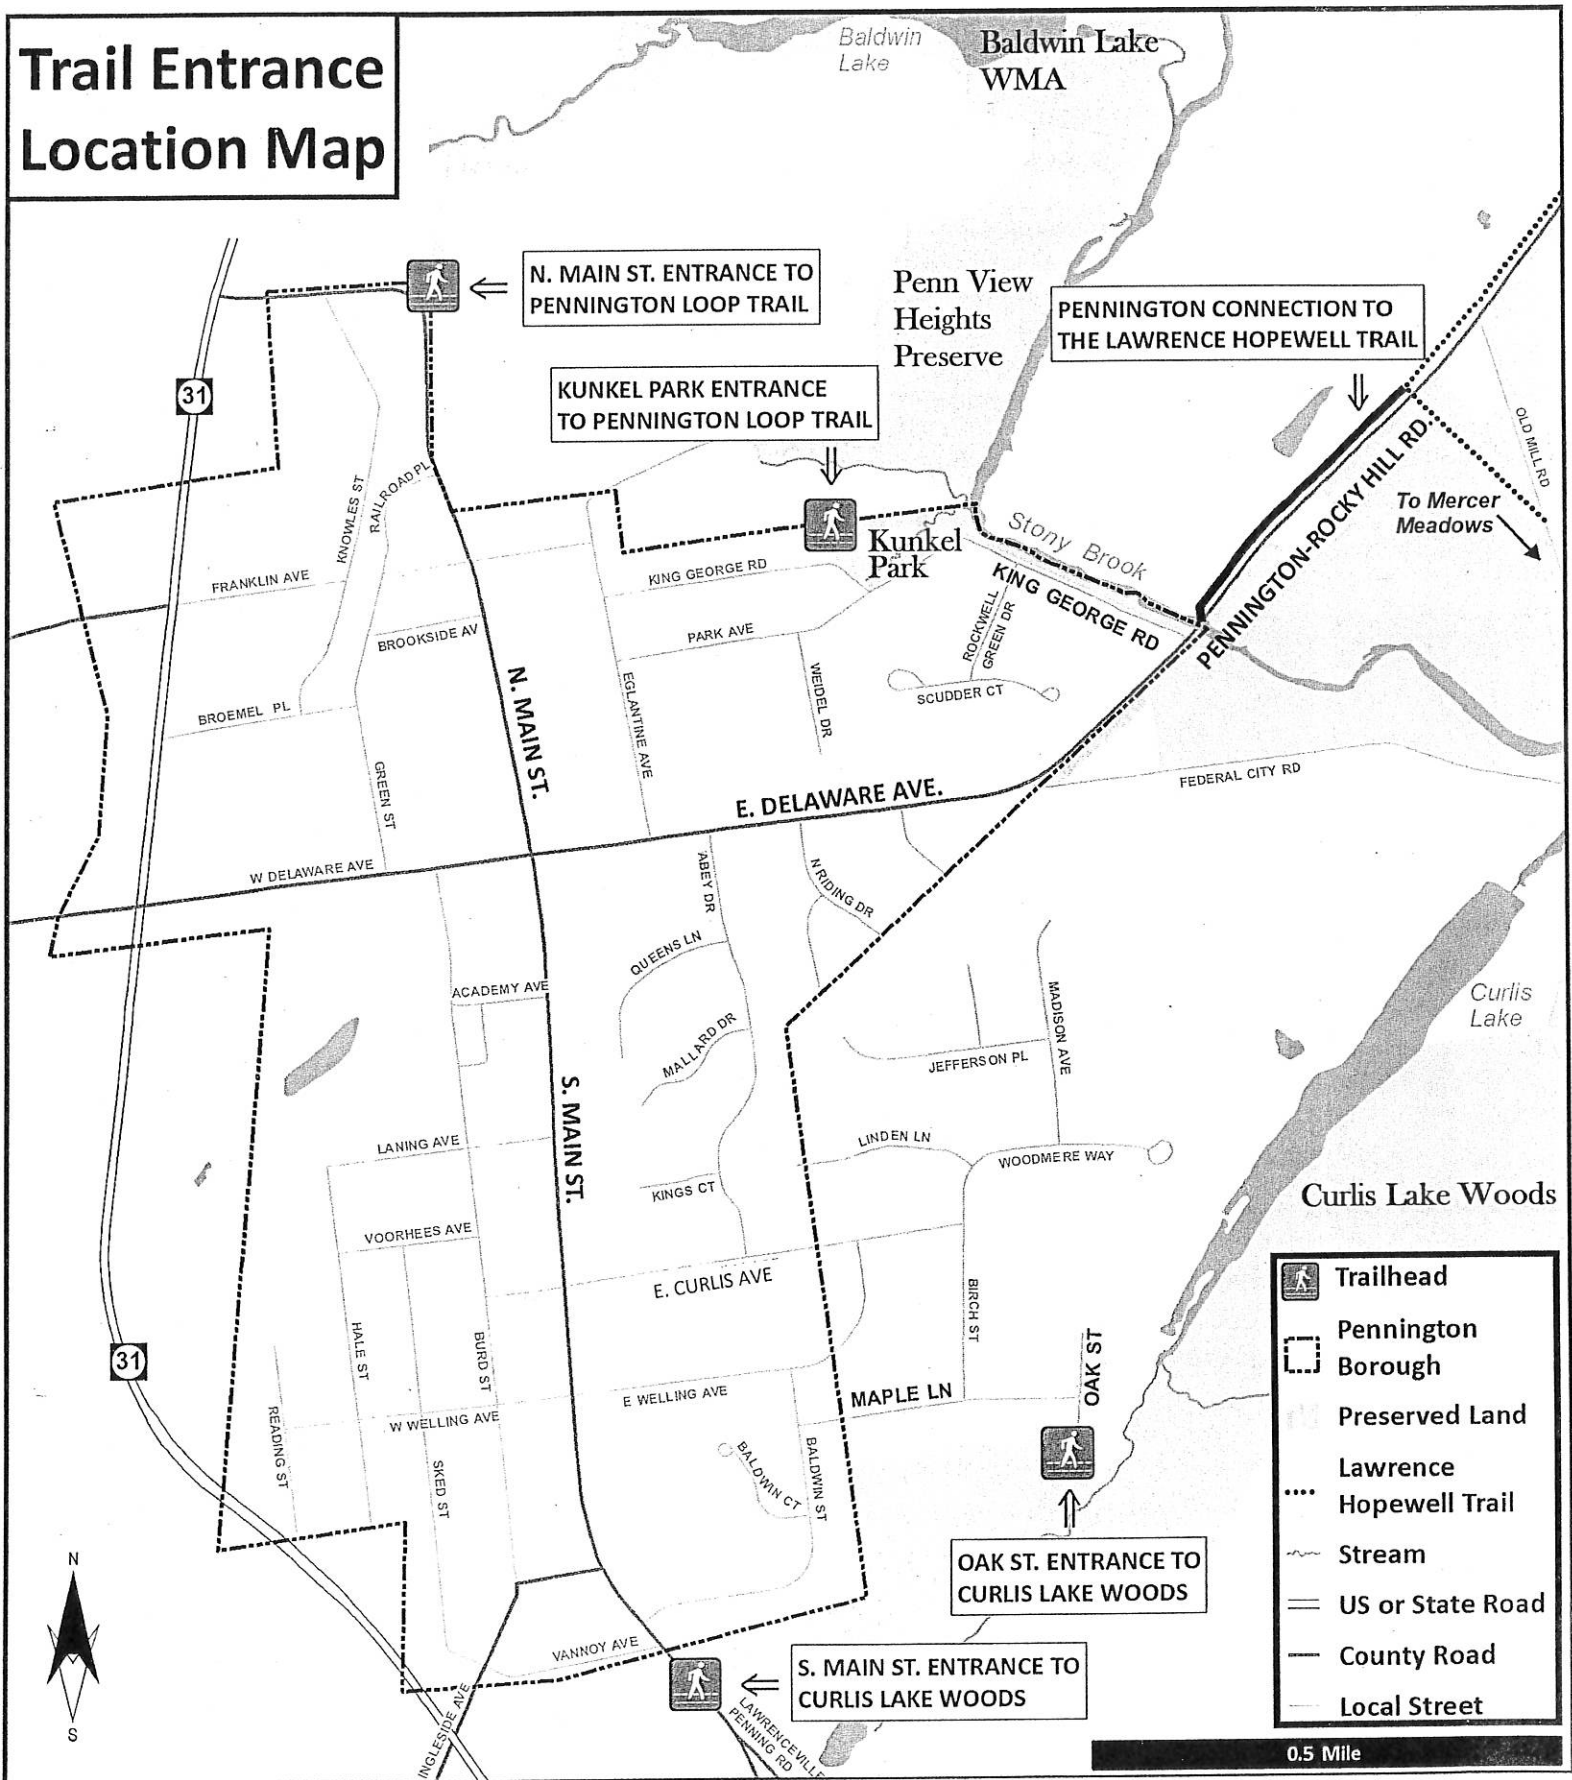 Trail Entrance
Location Map
Baldwin
Lake
Baldwin Lake
WMA
N. MAIN ST. ENTRANCE TO
PENNINGTON LOOP TRAIL
Penn View
Heights
Preserve
PENNINGTON CONNECTION TO
THE LAWRENCE HOPEWELL TRAIL
31
KUNKEL PARK ENTRANCE
TO PENNINGTON LOOP TRAIL
OLD MILL RD
KNOWLES ST
RAILROAD PL
PENNINGTON-ROCKY HILL RD.
To Mercer
Meadows
Stony Brook
Kunkel
Park
FRANKLIN AVE
KING GEORGE RD
KING GEORGE RD
ROCKWELL
GREEN DR
BROOKSIDE AV
PARK AVE
N. MAIN ST.
EGLANTINE AVE
WEIDEL DR
SCUDDER CT
BROEMEL PL
GREEN ST
E. DELAWARE AVE.
FEDERAL CITY RD
W DELAWARE AVE
ABEY DR
N RIDING DR
QUEENS LN
ACADEMY AVE
MALLARD DR
MADISON AVE
JEFFERSON PL
Curlis
Lake
S. MAIN ST.
LANING AVE
LINDEN LN
WOODMERE WAY
KINGS CT
Curlis Lake Woods
VOORHEES AVE
E. CURLIS AVE
31
HALE ST
BURD ST
BIRCH ST
OAK ST
MAPLE LN
E WELLING AVE
W WELLING AVE
READING ST
SKED ST
BALDWIN CT
BALDWIN ST
OAK ST. ENTRANCE TO
CURLIS LAKE WOODS
VANNOY AVE
S. MAIN ST. ENTRANCE TO
CURLIS LAKE WOODS
INGLESIDE AVE
LAWRENCEVILLE
PENNING RD
N
S
Trailhead
Pennington
Borough
Preserved Land
Lawrence
Hopewell Trail
Stream
US or State Road
County Road
Local Street
0.5 Mile